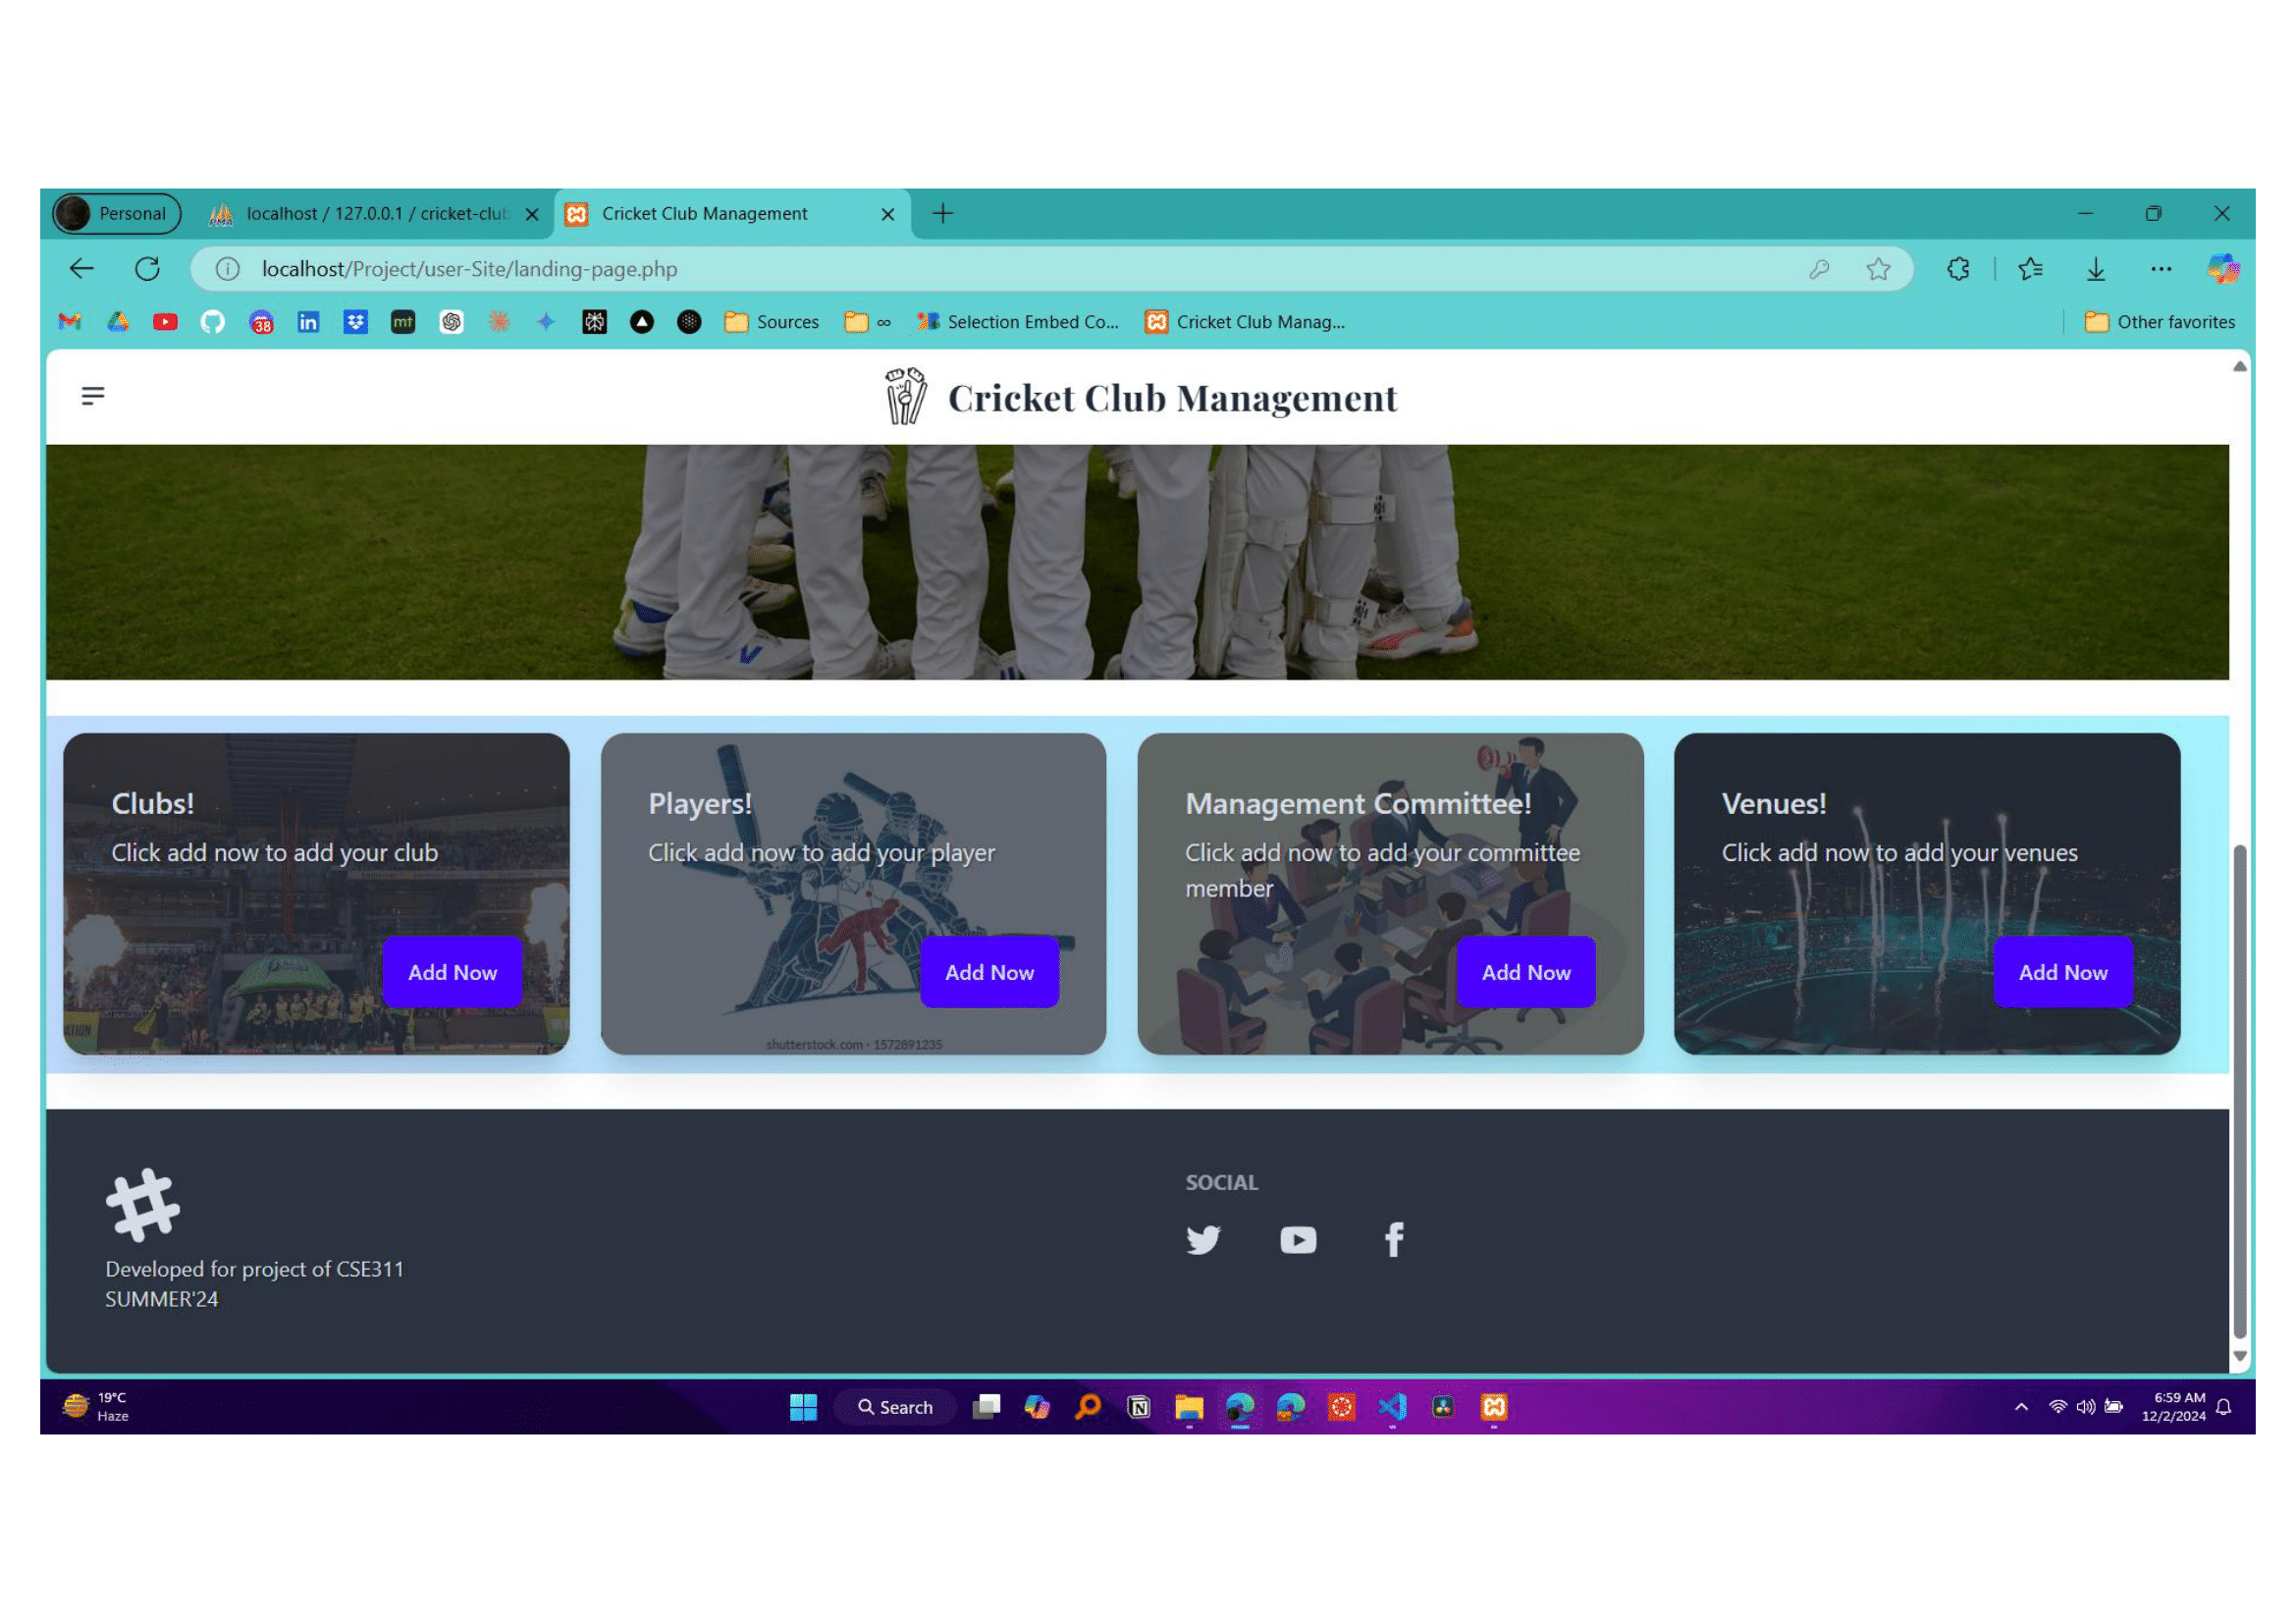 Personal
localhost / 127.0.0.1 / cricket-club
Cricket Club Management
localhost/Project/user-Site/landing-page.php
38
in
mt
Sources
∞
Selection Embed Co...
Cricket Club Manag...
Other favorites
Cricket Club Management
Clubs!
Click add now to add your club
Add Now
Players!
Click add now to add your player
Add Now
shutterstock.com · 1572891235
Management Committee!
Click add now to add your committee
member
Add Now
Venues!
Click add now to add your venues
Add Now
Developed for project of CSE311
SUMMER'24
SOCIAL
19°C
Haze
Search
6:59 AM
12/2/2024